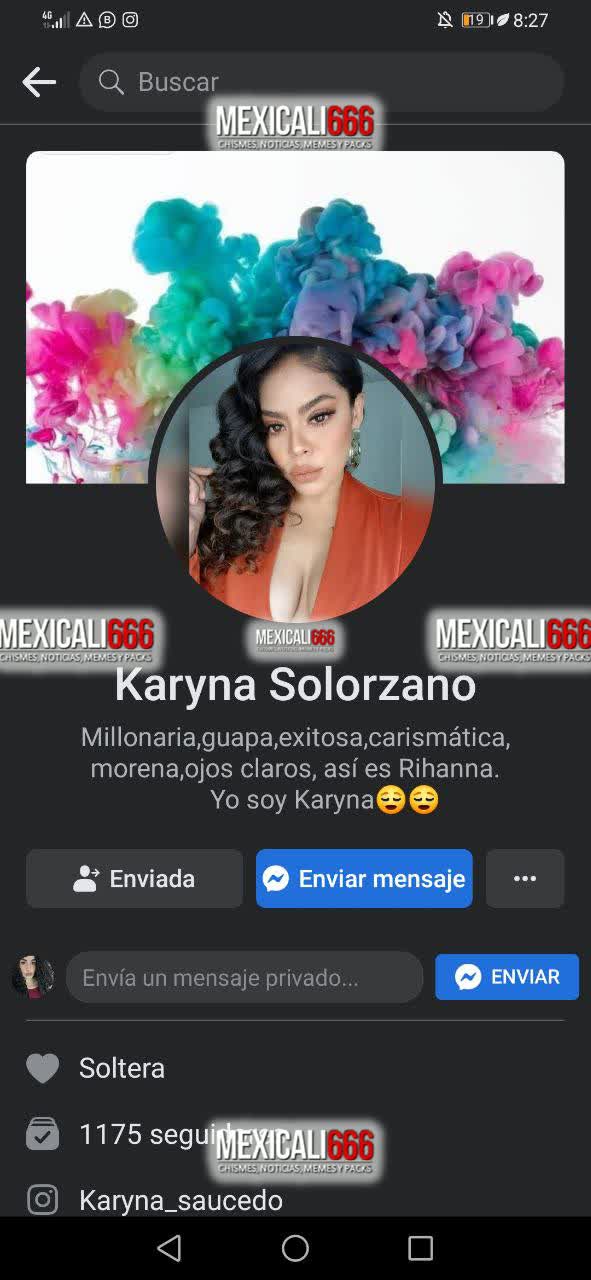 4G
8:27
19
Buscar
MEXICALI666
CHISMES, NOTICIAS, MEMES Y PACKS
MEXICALI666
CHISMES, NOTICIAS, MEMES Y PACKS
MEXICALI666
MEXICALI666
CHISMES, NOTICIAS, MEMES Y PACKS
Karyna Solorzano
Millonaria,guapa,exitosa,carismática,
morena,ojos claros, así es Rihanna.
Yo soy Karyna😌😌
Enviada
Enviar mensaje
Envía un mensaje privado...
ENVIAR
Soltera
1175
MEXICALI666
CHISMES, NOTICIAS, MEMES Y PACKS
Karyna_saucedo